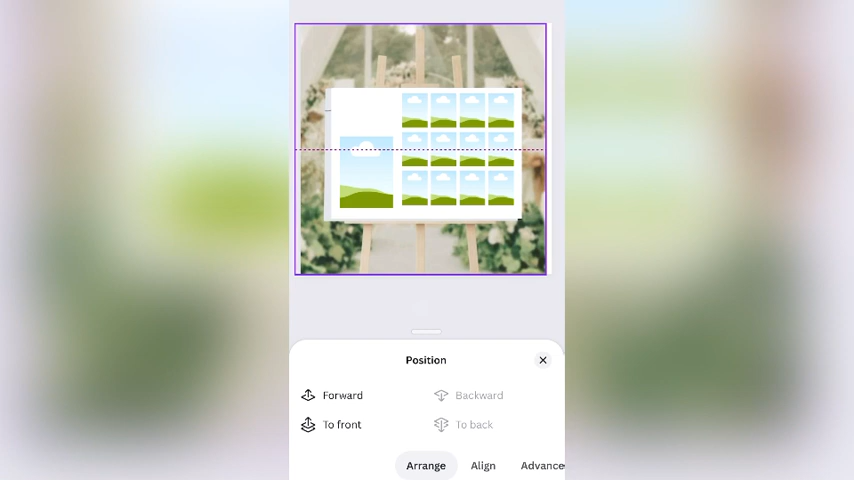 Position
Forward
Backward
To front
To back
Arrange
Align
Advance